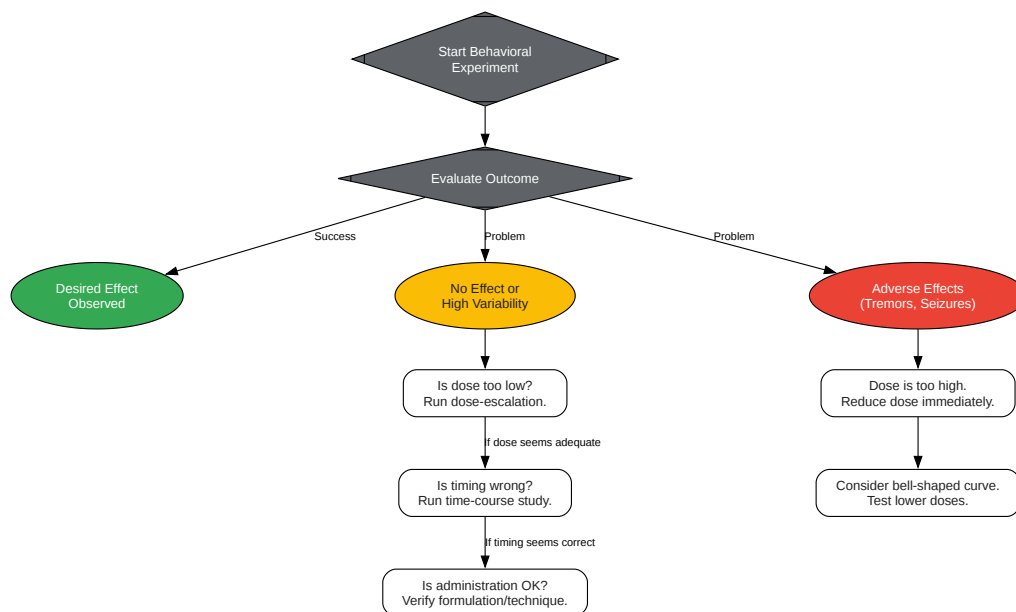 Start Behavioral
Experiment
Evaluate Outcome
Success
Problem
Problem
Desired Effect
Observed
No Effect or
High Variability
Adverse Effects
(Tremors, Seizures)
Is dose too low?
Run dose-escalation.
Dose is too high.
Reduce dose immediately.
If dose seems adequate
Is timing wrong?
Run time-course study.
Consider bell-shaped curve.
Test lower doses.
If timing seems correct
Is administration OK?
Verify formulation/technique.